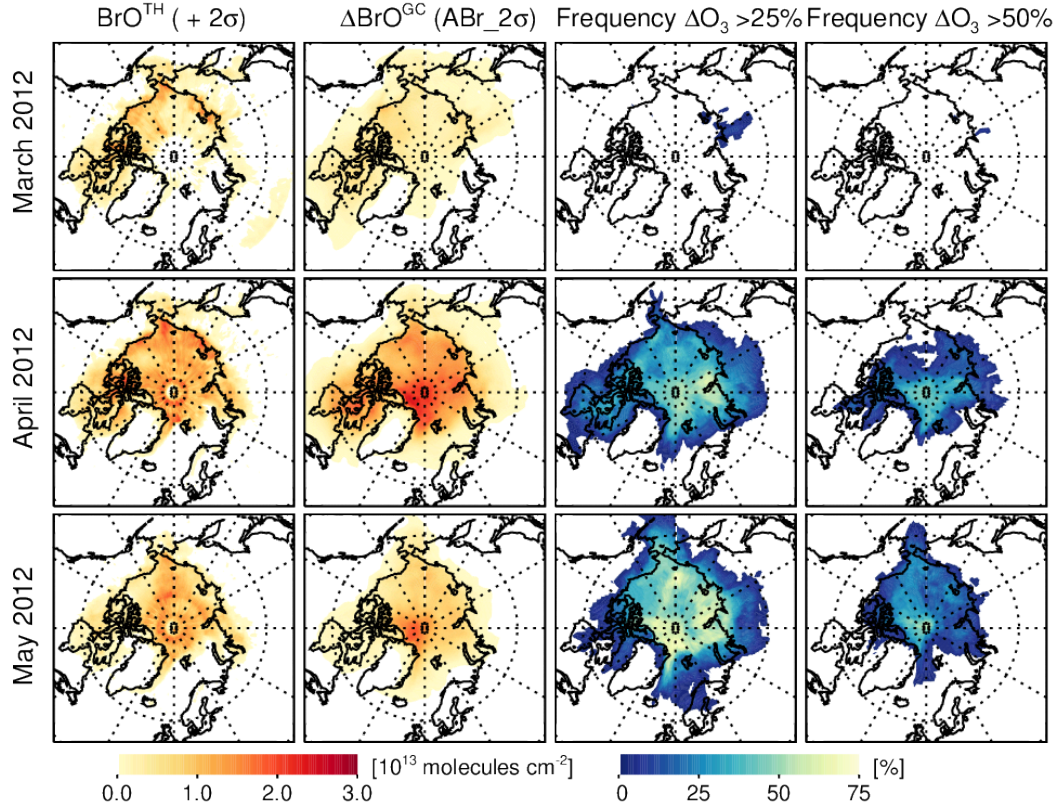 BrO^TH ( + 2σ) ΔBrO^GC (ABr_2σ) Frequency ΔO₃ >25% Frequency ΔO₃ >50%
March 2012
0 0 0 0
April 2012
0 0 0 0
May 2012
0 0 0 0
0.0 1.0 2.0 3.0 [10¹³ molecules cm⁻²] 0 25 50 75 [%]